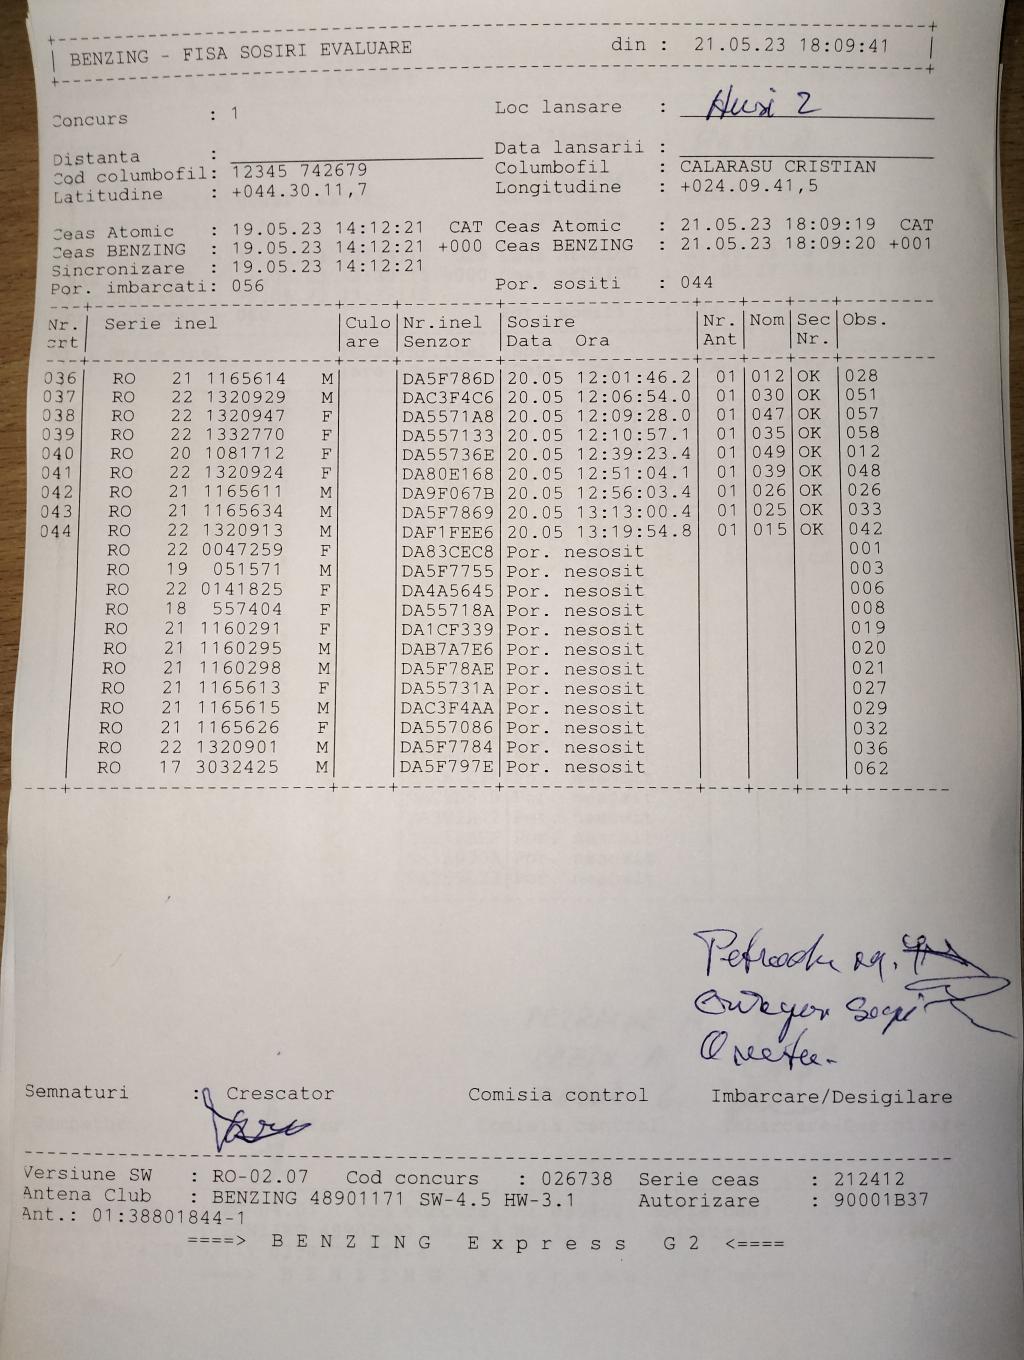 BENZING - FISA SOSIRI EVALUARE din : 21.05.23 18:09:41
Concurs : 1 Loc lansare : Husi 2
Distanta : Data lansarii :
Cod columbofil: 12345 742679 Columbofil : CALARASU CRISTIAN
Latitudine : +044.30.11,7 Longitudine : +024.09.41,5
Ceas Atomic : 19.05.23 14:12:21 CAT Ceas Atomic : 21.05.23 18:09:19 CAT
Ceas BENZING : 19.05.23 14:12:21 +000 Ceas BENZING : 21.05.23 18:09:20 +001
Sincronizare : 19.05.23 14:12:21
Por. imbarcati: 056 Por. sositi : 044
Nr. Serie inel Culo Nr.inel Sosire Nr. Nom Sec Obs.
crt are Senzor Data Ora Ant Nr.
036 RO 21 1165614 M DA5F786D 20.05 12:01:46.2 01 012 OK 028
037 RO 22 1320929 M DAC3F4C6 20.05 12:06:54.0 01 030 OK 051
038 RO 22 1320947 F DA5571A8 20.05 12:09:28.0 01 047 OK 057
039 RO 22 1332770 F DA557133 20.05 12:10:57.1 01 035 OK 058
040 RO 20 1081712 F DA55736E 20.05 12:39:23.4 01 049 OK 012
041 RO 22 1320924 F DA80E168 20.05 12:51:04.1 01 039 OK 048
042 RO 21 1165611 M DA9F067B 20.05 12:56:03.4 01 026 OK 026
043 RO 21 1165634 M DA5F7869 20.05 13:13:00.4 01 025 OK 033
044 RO 22 1320913 M DAF1FEE6 20.05 13:19:54.8 01 015 OK 042
RO 22 0047259 F DA83CEC8 Por. nesosit 001
RO 19 051571 M DA5F7755 Por. nesosit 003
RO 22 0141825 F DA4A5645 Por. nesosit 006
RO 18 557404 F DA55718A Por. nesosit 008
RO 21 1160291 F DA1CF339 Por. nesosit 019
RO 21 1160295 M DAB7A7E6 Por. nesosit 020
RO 21 1160298 M DA5F78AE Por. nesosit 021
RO 21 1165613 F DA55731A Por. nesosit 027
RO 21 1165615 M DAC3F4AA Por. nesosit 029
RO 21 1165626 F DA557086 Por. nesosit 032
RO 22 1320901 M DA5F7784 Por. nesosit 036
RO 17 3032425 M DA5F797E Por. nesosit 062
Semnaturi : Crescator Comisia control Imbarcare/Desigilare
Versiune SW : RO-02.07 Cod concurs : 026738 Serie ceas : 212412
Antena Club : BENZING 48901171 SW-4.5 HW-3.1 Autorizare : 90001B37
Ant.: 01:38801844-1
====> B E N Z I N G E x p r e s s G 2 <====